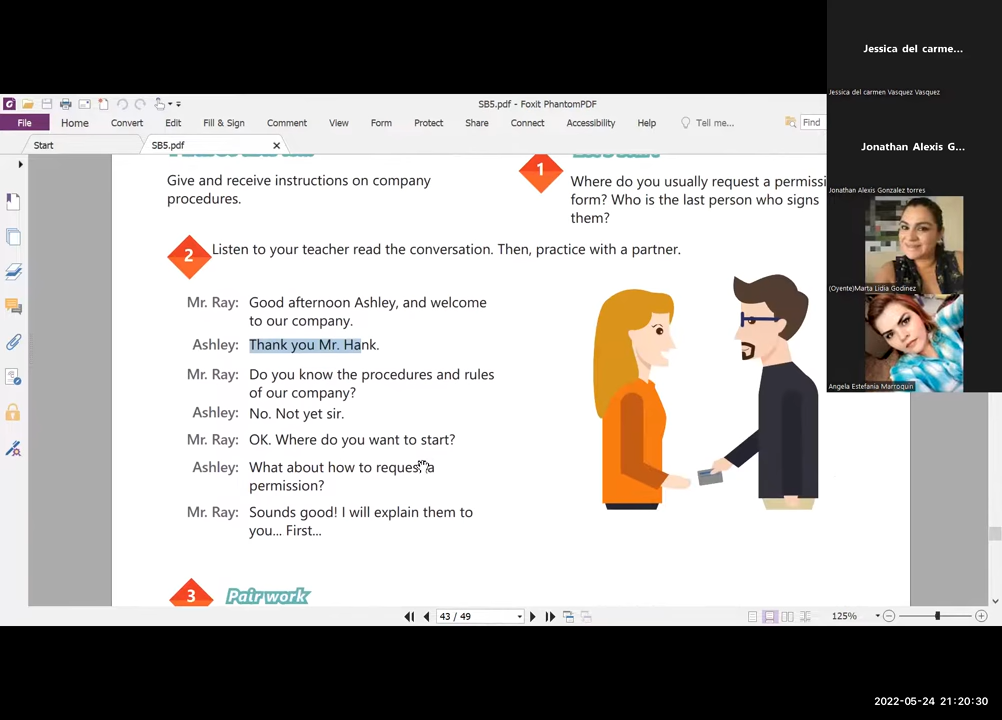 SB5.pdf - Foxit PhantomPDF
File Home Convert Edit Fill & Sign Comment View Form Protect Share Connect Accessibility Help Tell me... Find
Start SB5.pdf
Give and receive instructions on company
procedures.
1
Where do you usually request a permissi
form? Who is the last person who signs
them?
2 Listen to your teacher read the conversation. Then, practice with a partner.
Mr. Ray: Good afternoon Ashley, and welcome
to our company.
Ashley: Thank you Mr. Hank.
Mr. Ray: Do you know the procedures and rules
of our company?
Ashley: No. Not yet sir.
Mr. Ray: OK. Where do you want to start?
Ashley: What about how to request a
permission?
Mr. Ray: Sounds good! I will explain them to
you... First...
3 Pair work
43 / 49
125%
Jessica del carme...
Jessica del carmen Vasquez Vasquez
Jonathan Alexis G...
Jonathan Alexis Gonzalez torres
(Oyente)Marta Lidia Godinez
Angela Estefania Marroquin
2022-05-24 21:20:30